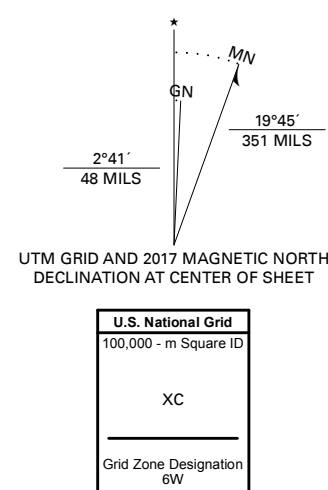 ★
MN
GN
19°45´
351 MILS
2°41´
48 MILS
UTM GRID AND 2017 MAGNETIC NORTH
DECLINATION AT CENTER OF SHEET
U.S. National Grid
100,000 - m Square ID
XC
Grid Zone Designation
6W